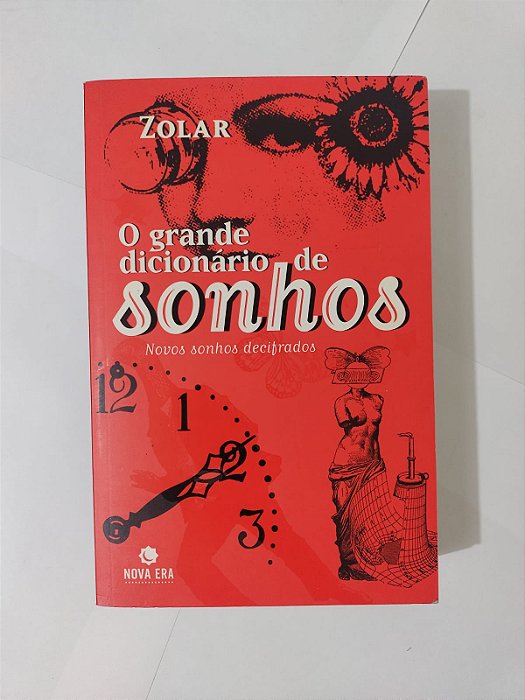 ZOLAR
O grande
dicionário de
sonhos
Novos sonhos decifrados
12
1
2
3
NOVA ERA